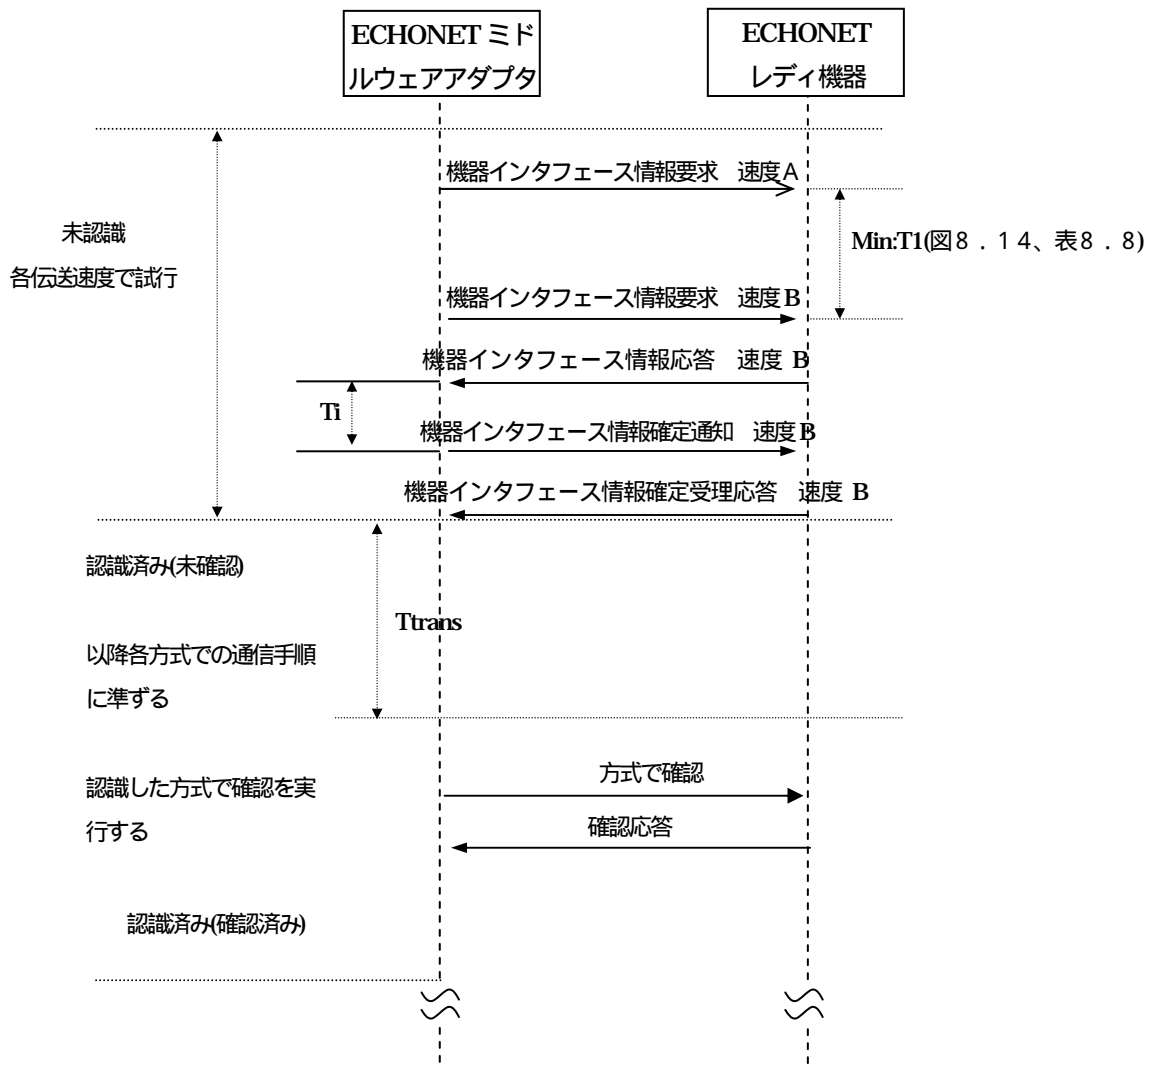 ECHONET ミド
ルウェアアダプタ
ECHONET
レディ機器
機器インタフェース情報要求　速度A
未認識
各伝送速度で試行
Min:T1(図８．１４、表８．８)
機器インタフェース情報要求　速度B
機器インタフェース情報応答　速度 B
Ti
機器インタフェース情報確定通知　速度B
機器インタフェース情報確定受理応答　速度 B
認識済み(未確認)
Ttrans
以降各方式での通信手順
に準ずる
方式で確認
認識した方式で確認を実
行する
確認応答
認識済み(確認済み)